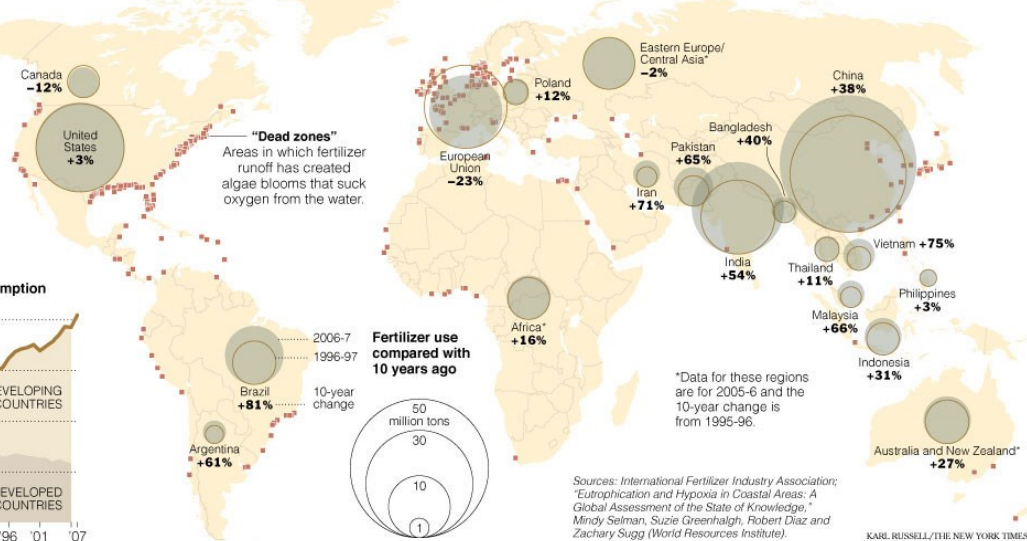 Canada
–12%
United
States
+3%
"Dead zones"
Areas in which fertilizer
runoff has created
algae blooms that suck
oxygen from the water.
European
Union
–23%
Poland
+12%
Eastern Europe/
Central Asia*
–2%
China
+38%
Bangladesh
+40%
Pakistan
+65%
Iran
+71%
India
+54%
Thailand
+11%
Vietnam +75%
Philippines
+3%
Malaysia
+66%
Indonesia
+31%
Africa*
+16%
Australia and New Zealand*
+27%
Brazil
+81%
Argentina
+61%
2006-7
1996-97
10-year
change
Fertilizer use
compared with
10 years ago
50
million tons
30
10
1
*Data for these regions
are for 2005-6 and the
10-year change is
from 1995-96.
mption
EVELOPING
COUNTRIES
EVELOPED
COUNTRIES
'96 '01 '07
Sources: International Fertilizer Industry Association;
"Eutrophication and Hypoxia in Coastal Areas: A
Global Assessment of the State of Knowledge,"
Mindy Selman, Suzie Greenhalgh, Robert Diaz and
Zachary Sugg (World Resources Institute).
KARL RUSSELL/THE NEW YORK TIMES